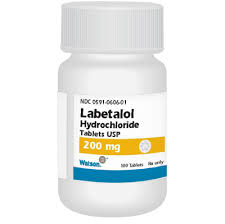 NDC 0591-0606-01
Labetalol
Hydrochloride
Tablets USP
200 mg
Watson
100 Tablets Rx only